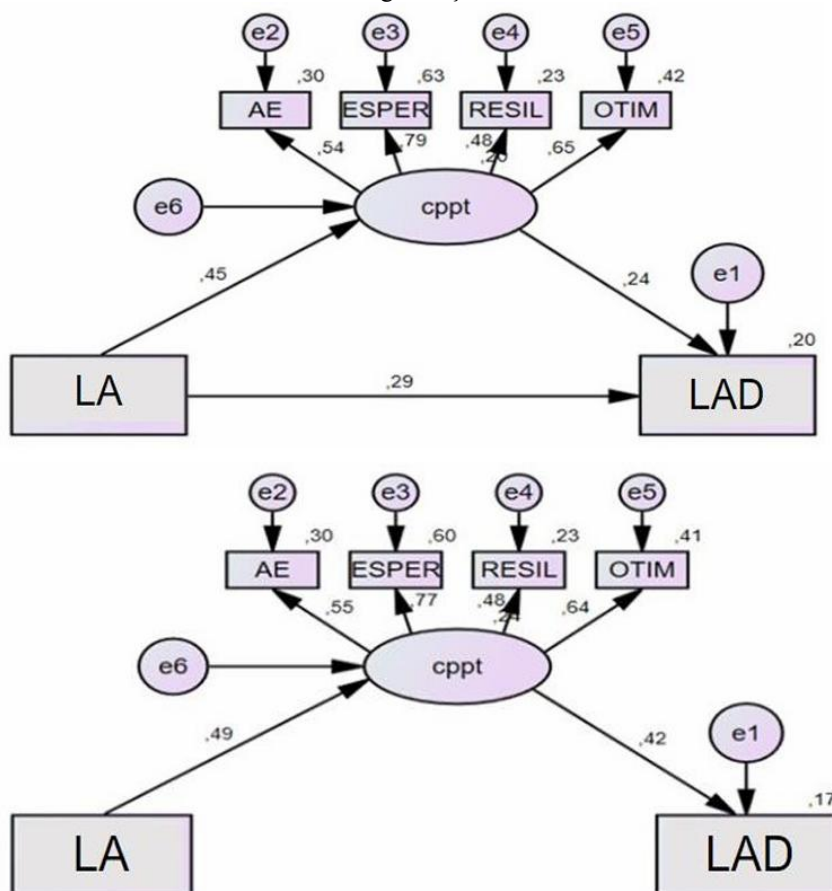 e2 e3 e4 e5
,30 ,63 ,23 ,42
AE ESPER RESIL OTIM
,54 ,79 ,48 ,65
,20
e6 cppt
,45 ,24 e1
,20
LA ,29 LAD
e2 e3 e4 e5
,30 ,60 ,23 ,41
AE ESPER RESIL OTIM
,55 ,77 ,48 ,64
,24
e6 cppt
,49 ,42 e1
,17
LA LAD